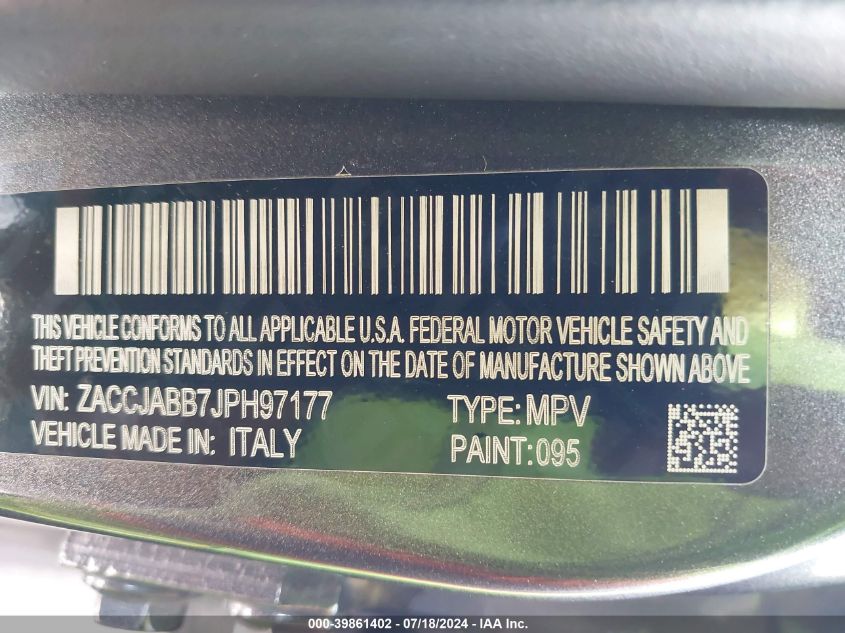 THIS VEHICLE CONFORMS TO ALL APPLICABLE U.S.A. FEDERAL MOTOR VEHICLE SAFETY AND
THEFT PREVENTION STANDARDS IN EFFECT ON THE DATE OF MANUFACTURE SHOWN ABOVE
VIN: ZACCJABB7JPH97177 TYPE: MPV
VEHICLE MADE IN: ITALY PAINT: 095
000-39861402 - 07/18/2024 - IAA Inc.